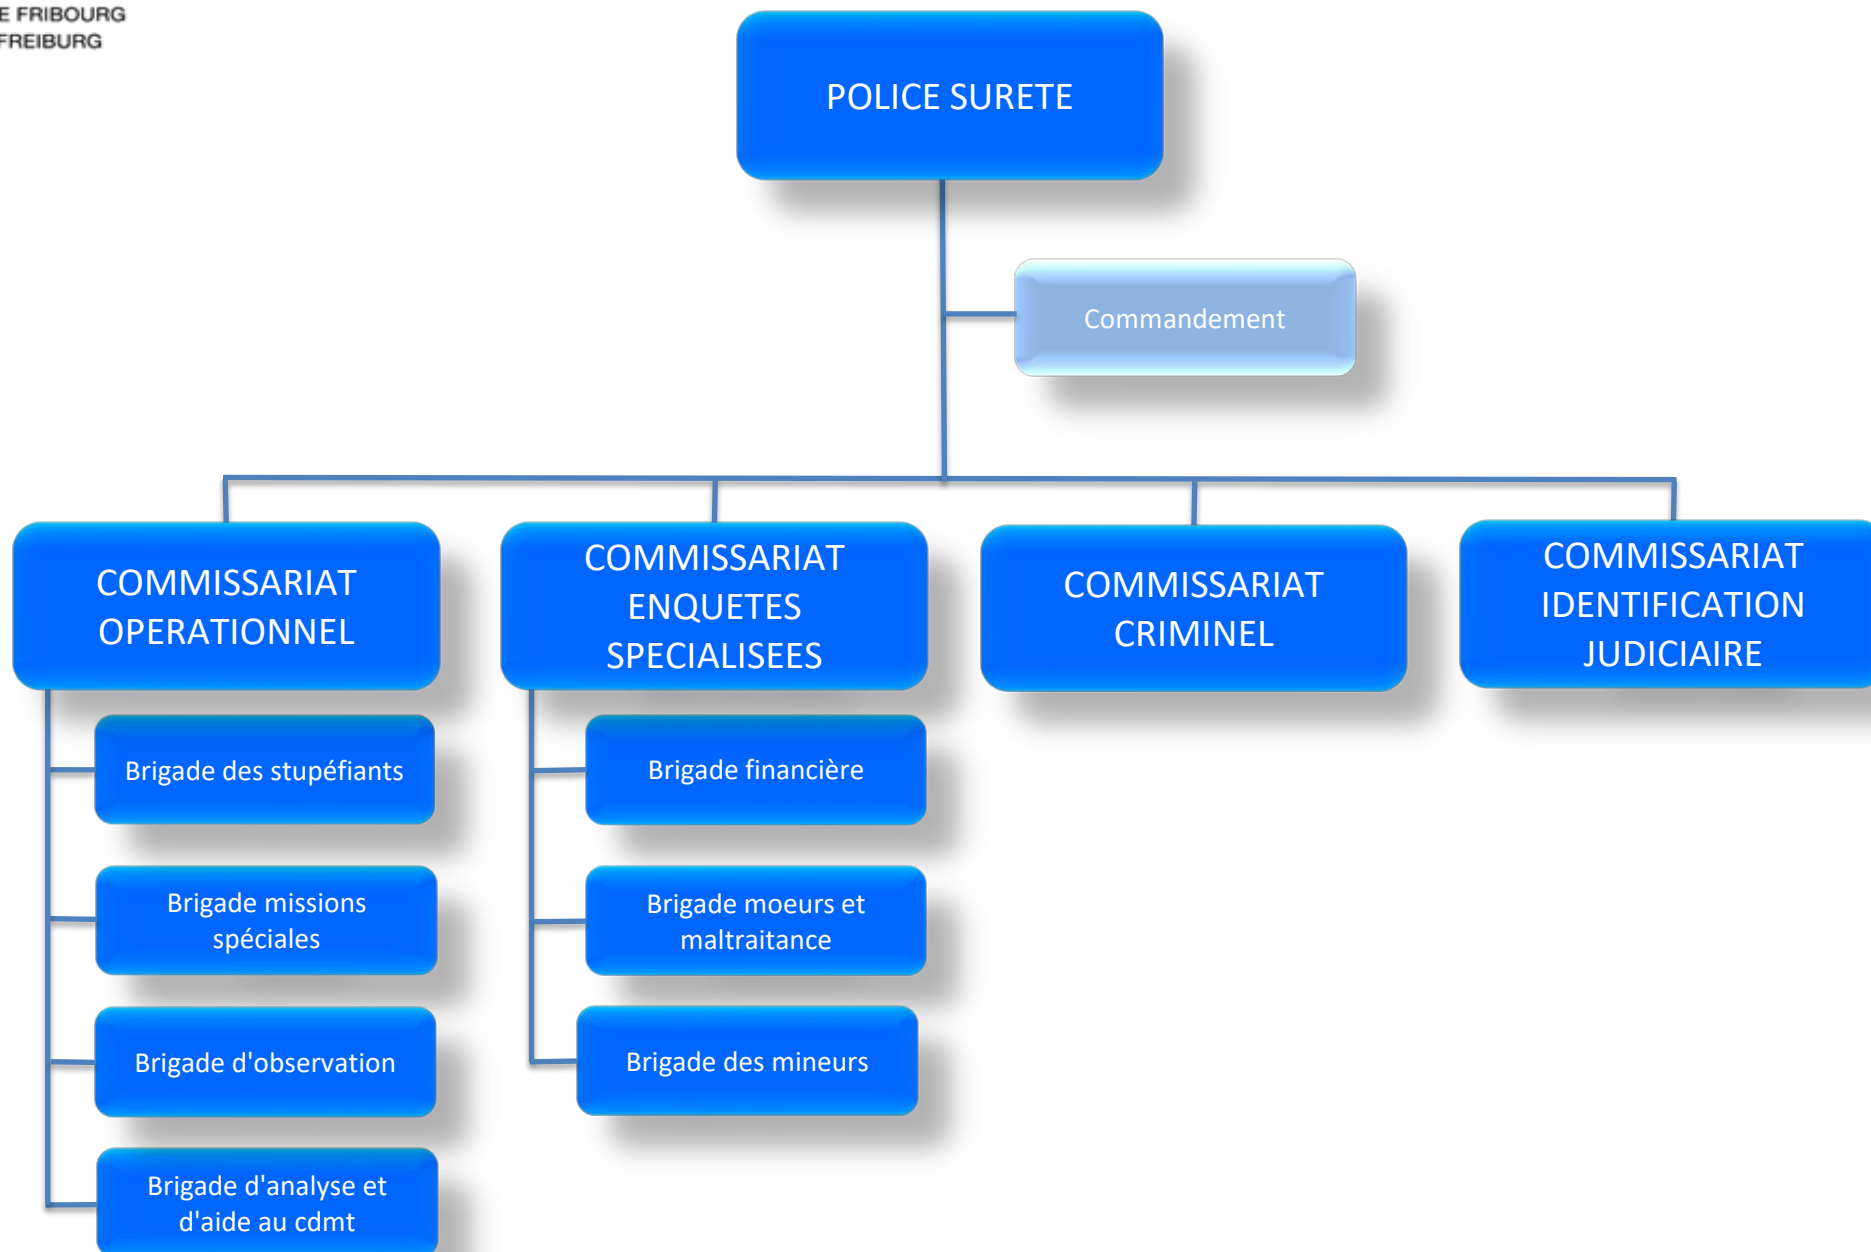 E FRIBOURG
FREIBURG
POLICE SURETE
Commandement
COMMISSARIAT
OPERATIONNEL
COMMISSARIAT
ENQUETES
SPECIALISEES
COMMISSARIAT
CRIMINEL
COMMISSARIAT
IDENTIFICATION
JUDICIAIRE
Brigade des stupéfiants
Brigade missions
spéciales
Brigade d'observation
Brigade d'analyse et
d'aide au cdmt
Brigade financière
Brigade moeurs et
maltraitance
Brigade des mineurs